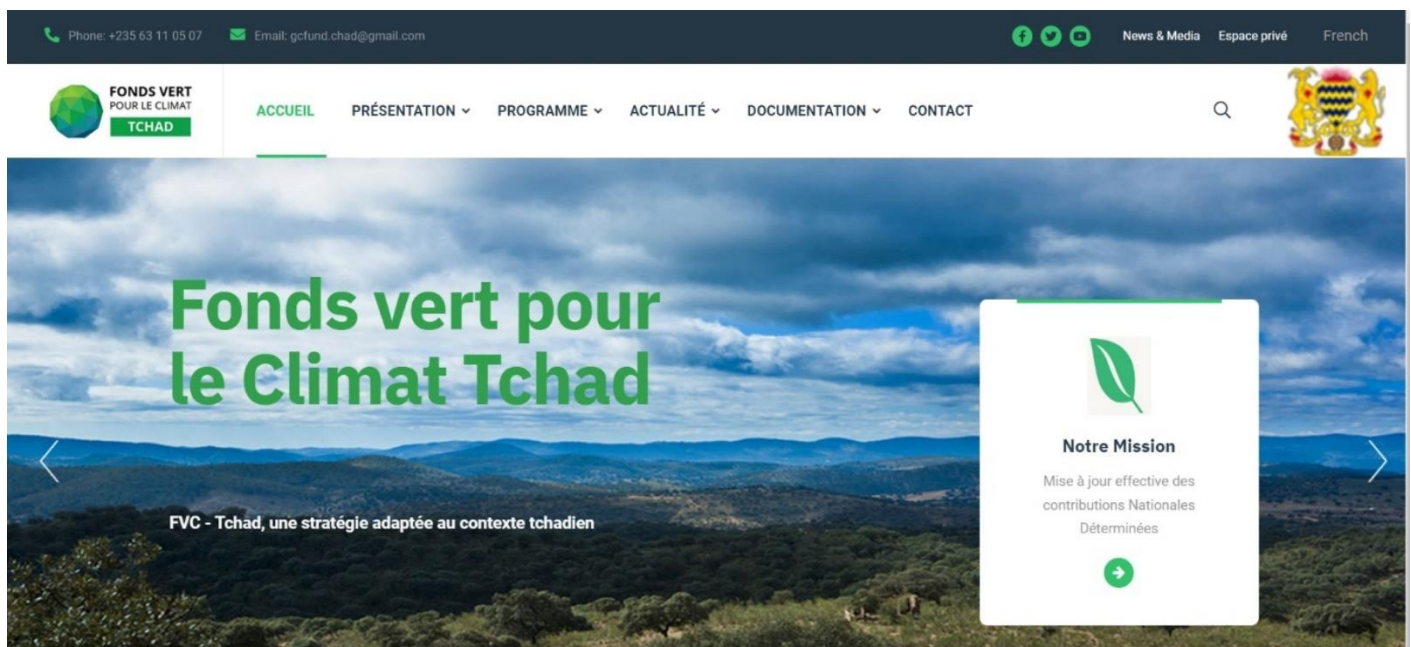 Phone: +235 63 11 05 07
Email: gcfund.chad@gmail.com
News & Media
Espace privé
French
FONDS VERT
POUR LE CLIMAT
TCHAD
ACCUEIL
PRÉSENTATION
PROGRAMME
ACTUALITÉ
DOCUMENTATION
CONTACT
Fonds vert pour
le Climat Tchad
FVC - Tchad, une stratégie adaptée au contexte tchadien
Notre Mission
Mise à jour effective des
contributions Nationales
Déterminées